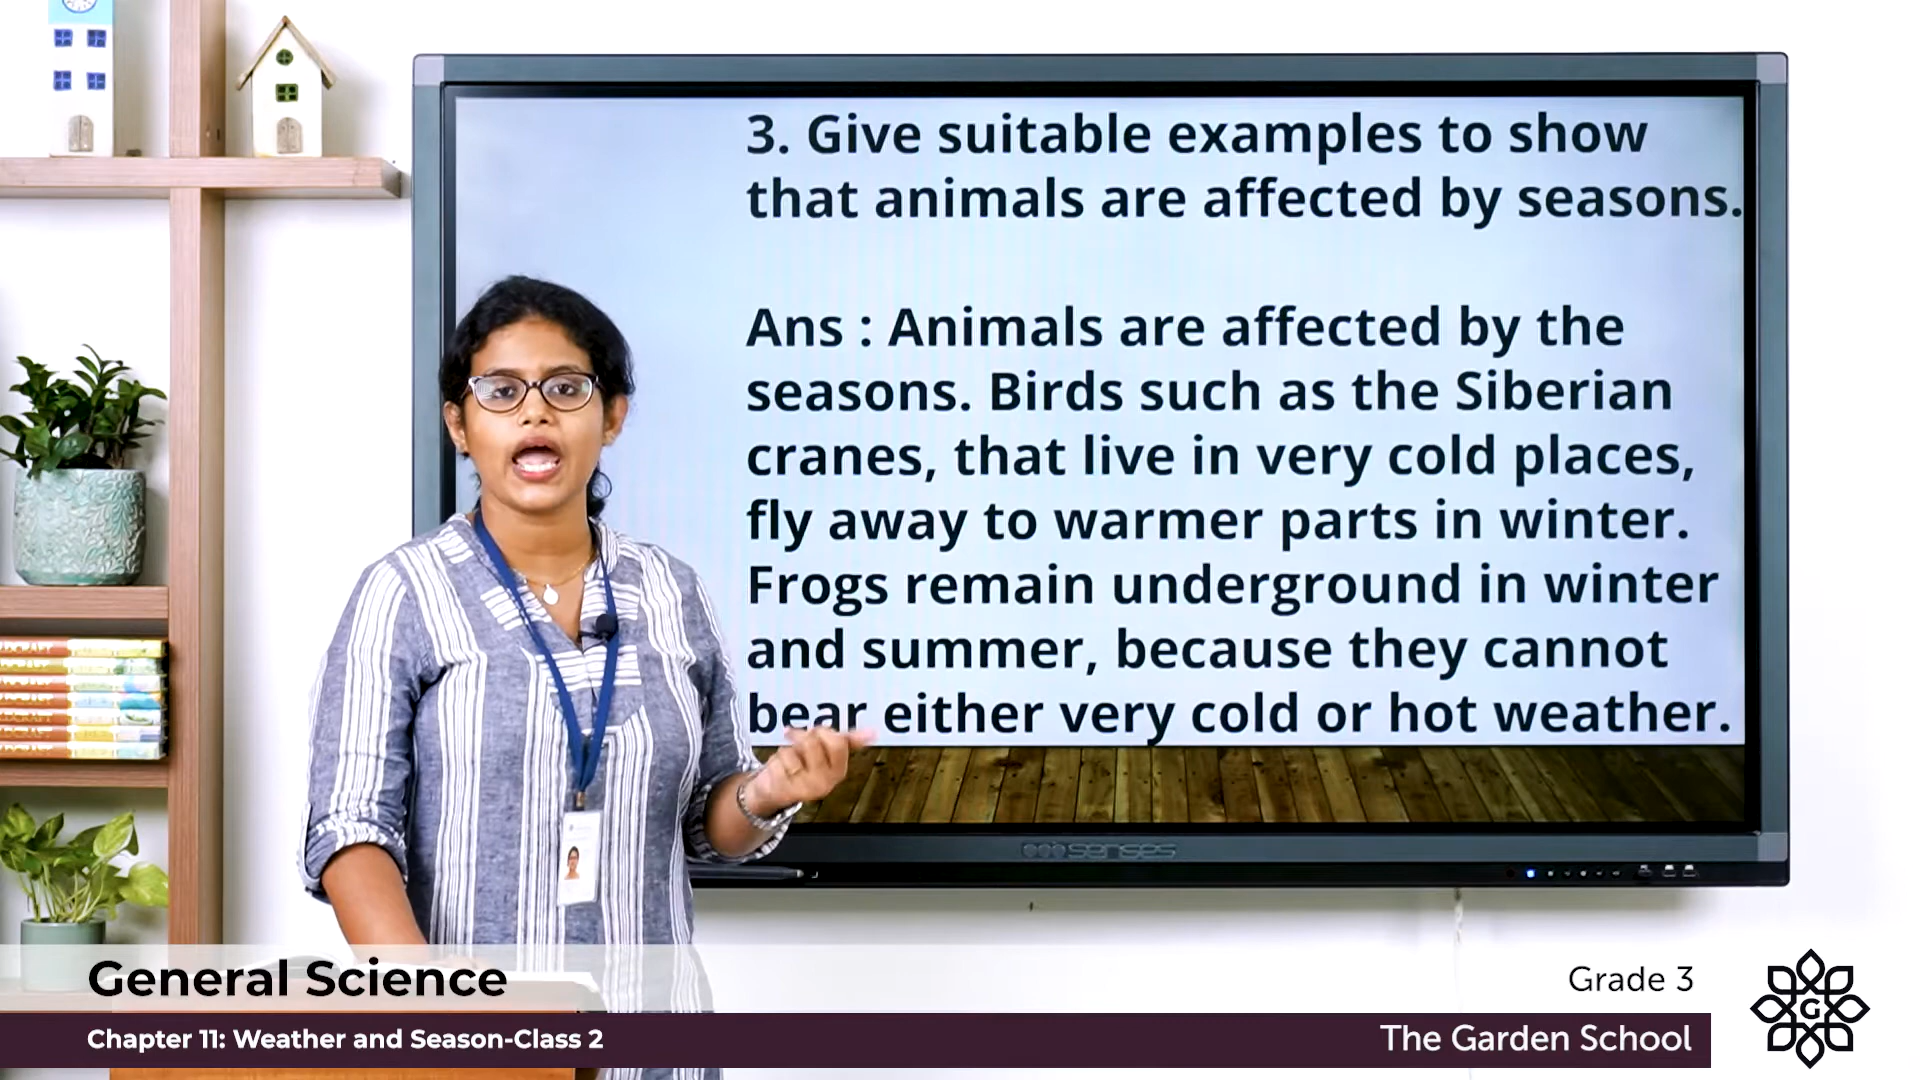 3. Give suitable examples to show
that animals are affected by seasons.
Ans : Animals are affected by the
seasons. Birds such as the Siberian
cranes, that live in very cold places,
fly away to warmer parts in winter.
Frogs remain underground in winter
and summer, because they cannot
bear either very cold or hot weather.
senses
General Science
Grade 3
Chapter 11: Weather and Season-Class 2
The Garden School
G